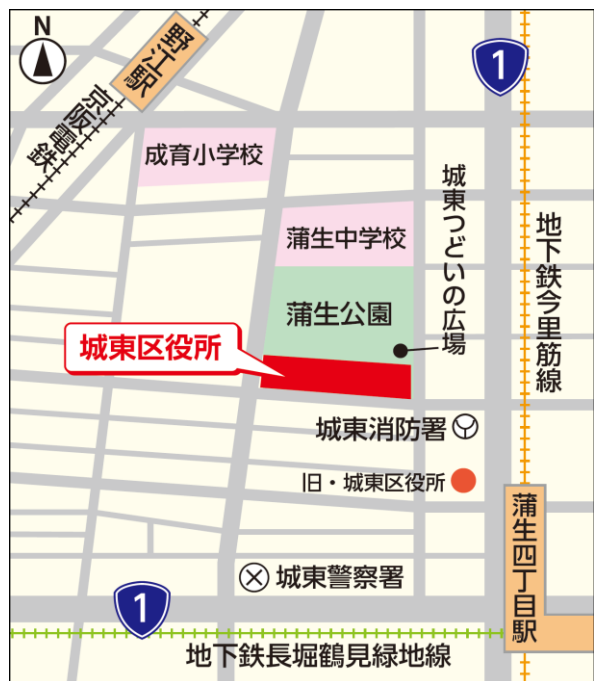 N
野江駅
1
京阪電鉄
成育小学校
城東つどいの広場
蒲生中学校
地下鉄今里筋線
蒲生公園
城東区役所
城東消防署
旧・城東区役所
蒲生四丁目駅
城東警察署
1
地下鉄長堀鶴見緑地線